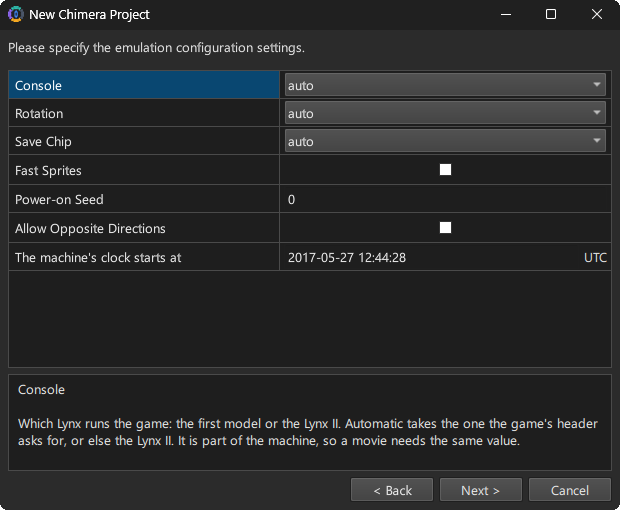 New Chimera Project
Please specify the emulation configuration settings.
Console auto
Rotation auto
Save Chip auto
Fast Sprites
Power-on Seed 0
Allow Opposite Directions
The machine's clock starts at 2017-05-27 12:44:28 UTC
Console
Which Lynx runs the game: the first model or the Lynx II. Automatic takes the one the game's header
asks for, or else the Lynx II. It is part of the machine, so a movie needs the same value.
< Back Next > Cancel